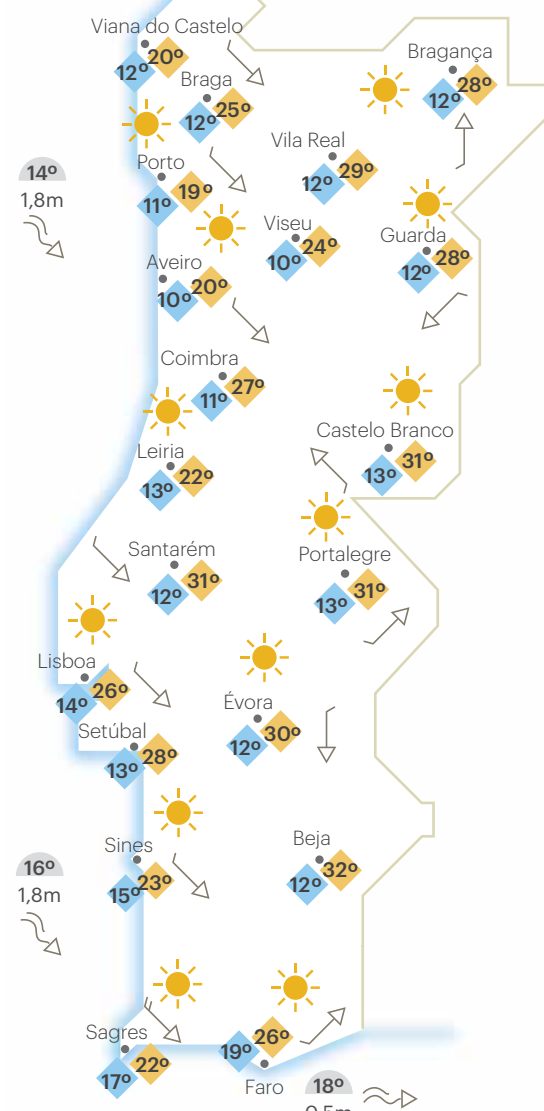 Viana do Castelo
12º 20º
Braga
12º 25º
Bragança
12º 28º
Vila Real
12º 29º
Porto
11º 19º
14º
1,8m
Viseu
10º 24º
Guarda
12º 28º
Aveiro
10º 20º
Coimbra
11º 27º
Castelo Branco
13º 31º
Leiria
13º 22º
Santarém
12º 31º
Portalegre
13º 31º
Lisboa
14º 26º
Évora
12º 30º
Setúbal
13º 28º
Sines
15º 23º
Beja
12º 32º
16º
1,8m
Sagres
17º 22º
19º 26º
Faro
18º
0,5m